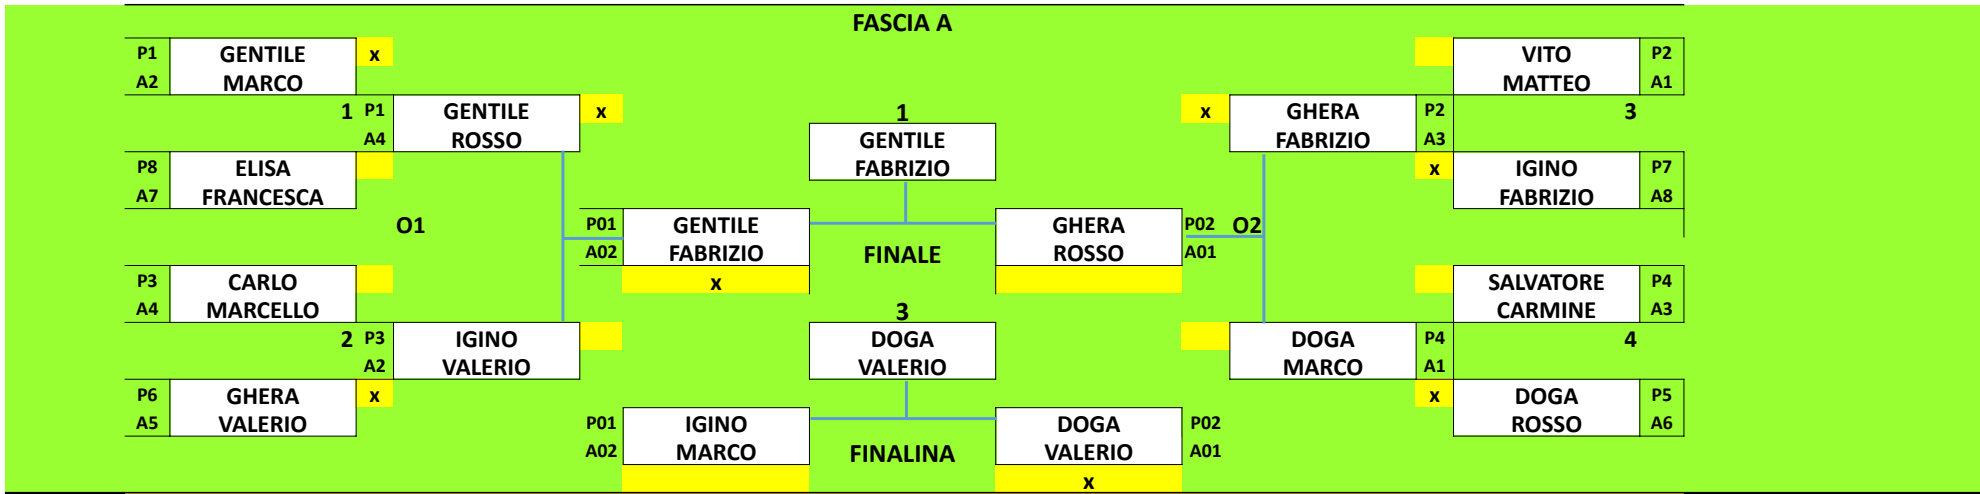 FASCIA A
P1 GENTILE x VITO P2
A2 MARCO MATTEO A1
1 P1 GENTILE x 1 x GHERA P2 3
A4 ROSSO GENTILE FABRIZIO A3
P8 ELISA FABRIZIO x IGINO P7
A7 FRANCESCA FABRIZIO A8
O1 P01 GENTILE GHERA P02 O2
A02 FABRIZIO FINALE ROSSO A01
P3 CARLO x SALVATORE P4
A4 MARCELLO 3 CARMINE A3
2 P3 IGINO DOGA DOGA P4 4
A2 VALERIO VALERIO MARCO A1
P6 GHERA x x DOGA P5
A5 VALERIO P01 IGINO DOGA P02 ROSSO A6
A02 MARCO FINALINA VALERIO A01
x